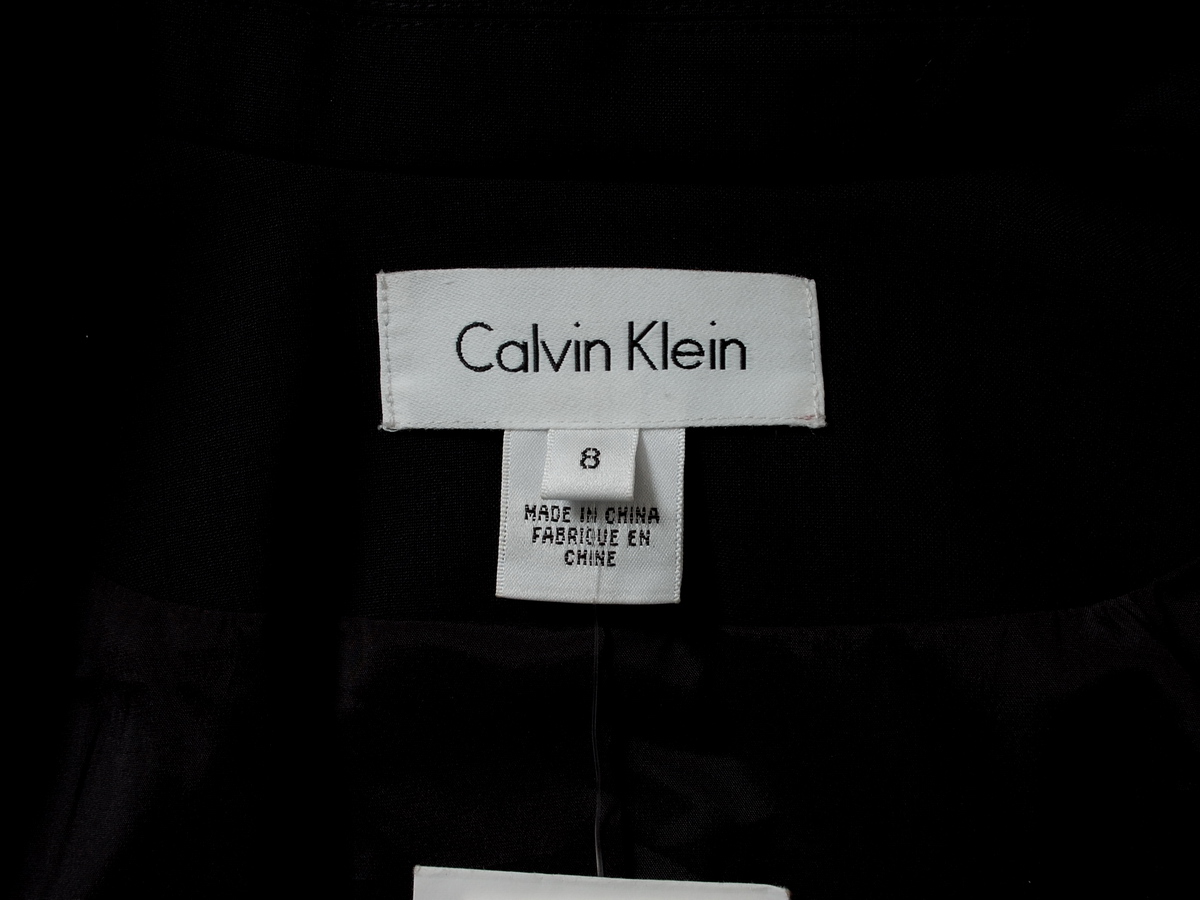 Calvin Klein
8
MADE IN CHINA
FABRIQUE EN
CHINE